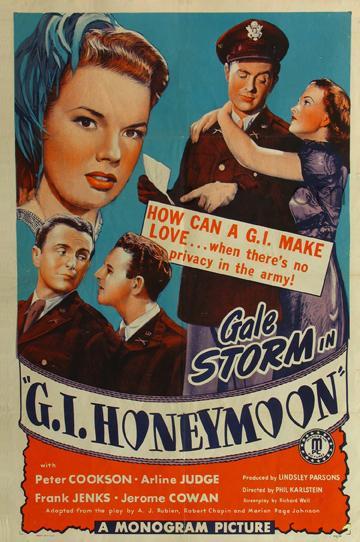 HOW CAN A G.I. MAKE
LOVE...when there's no
privacy in the army!
Gale
STORM IN
"G.I. HONEYMOON"
M
with
Peter COOKSON · Arline JUDGE
Frank JENKS · Jerome COWAN
Produced by LINDSLEY PARSONS
Directed by PHIL KARLSTEIN
Screenplay by Richard Weil
Adapted from the play by A. J. Rubien, Robert Chapin and Marion Page Johnson
A MONOGRAM PICTURE